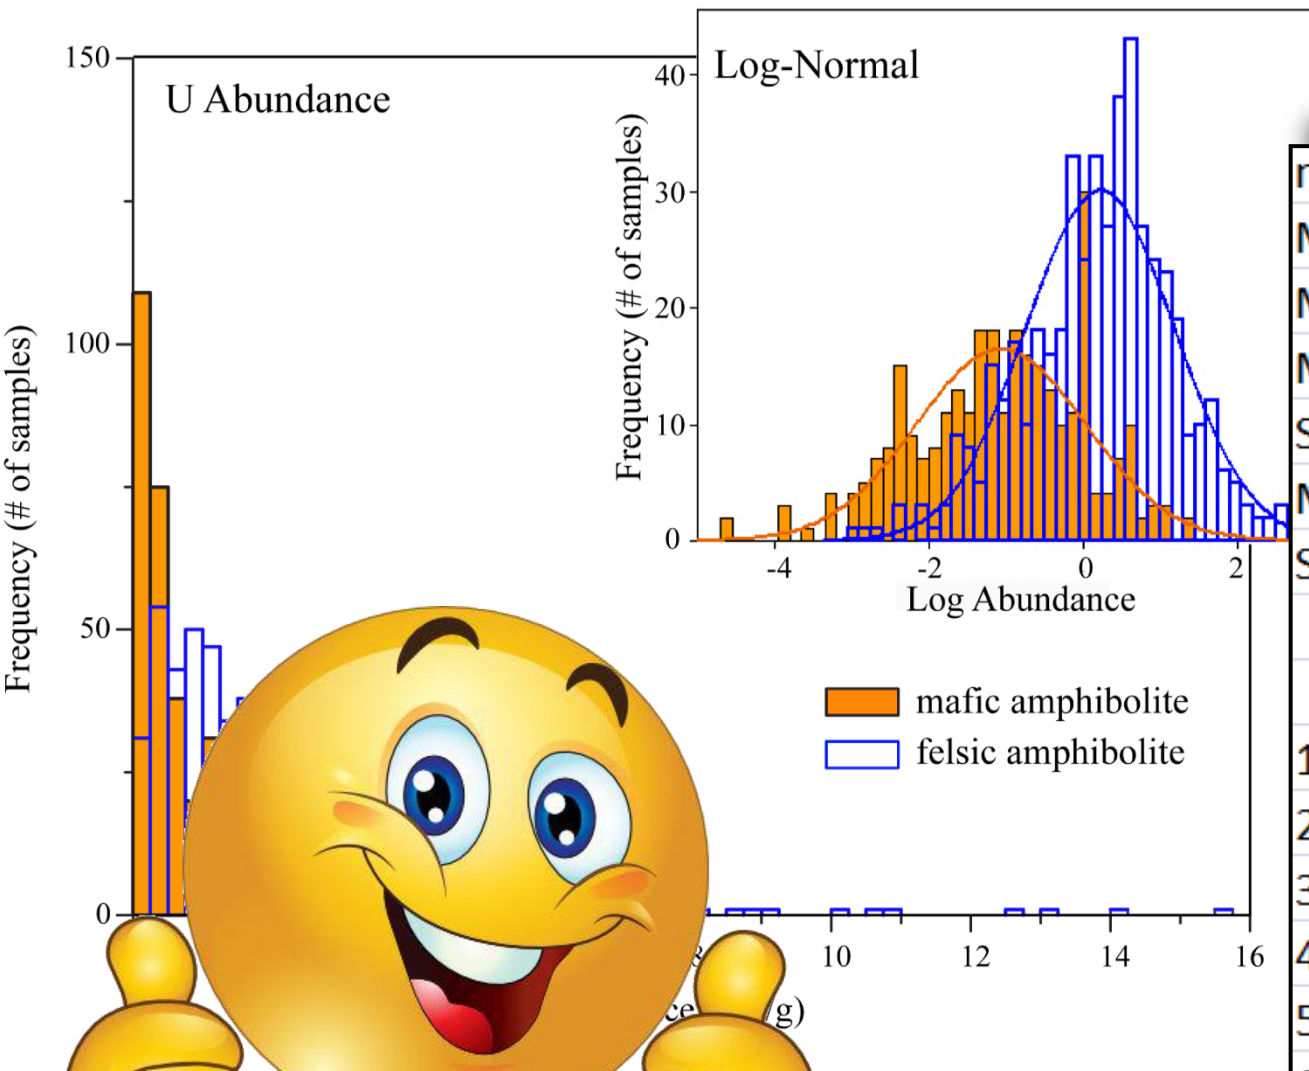 150
U Abundance
100
50
0
Frequency (# of samples)
10
12
14
16
g)
Log-Normal
40
30
20
10
0
Frequency (# of samples)
-4
-2
0
2
Log Abundance
mafic amphibolite
felsic amphibolite